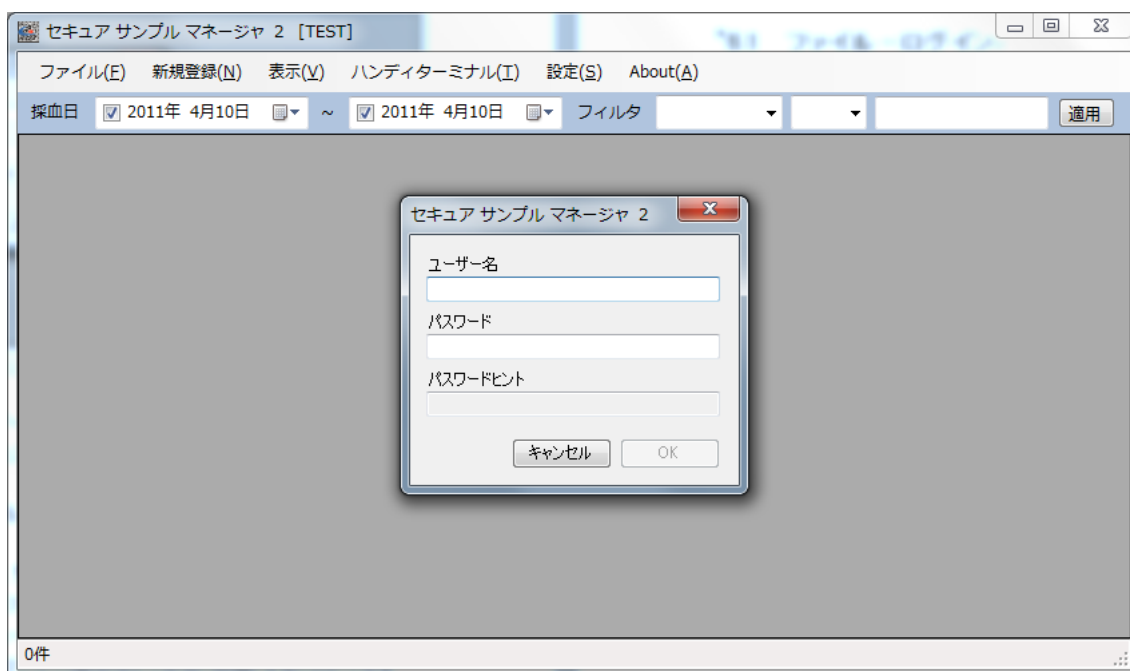 セキュア サンプル マネージャ 2 [TEST]
ファイル(F) 新規登録(N) 表示(V) ハンディターミナル(T) 設定(S) About(A)
採血日 2011年 4月10日 ~ 2011年 4月10日 フィルタ 適用
セキュア サンプル マネージャ 2
ユーザー名
パスワード
パスワードヒント
キャンセル OK
0件